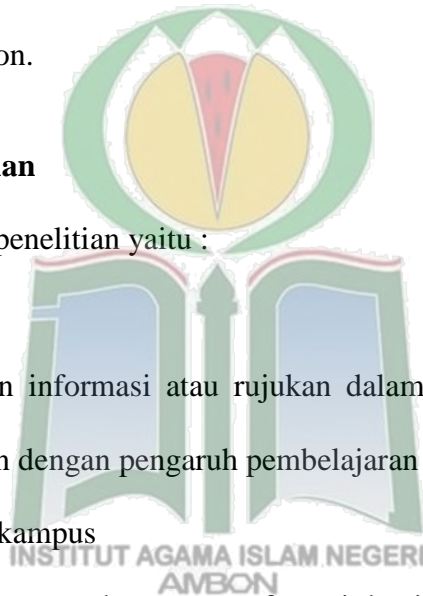 on.
an
penelitian yaitu :
n informasi atau rujukan dalam
n dengan pengaruh pembelajaran
kampus
INSTITUT AGAMA ISLAM NEGERI
AMBON